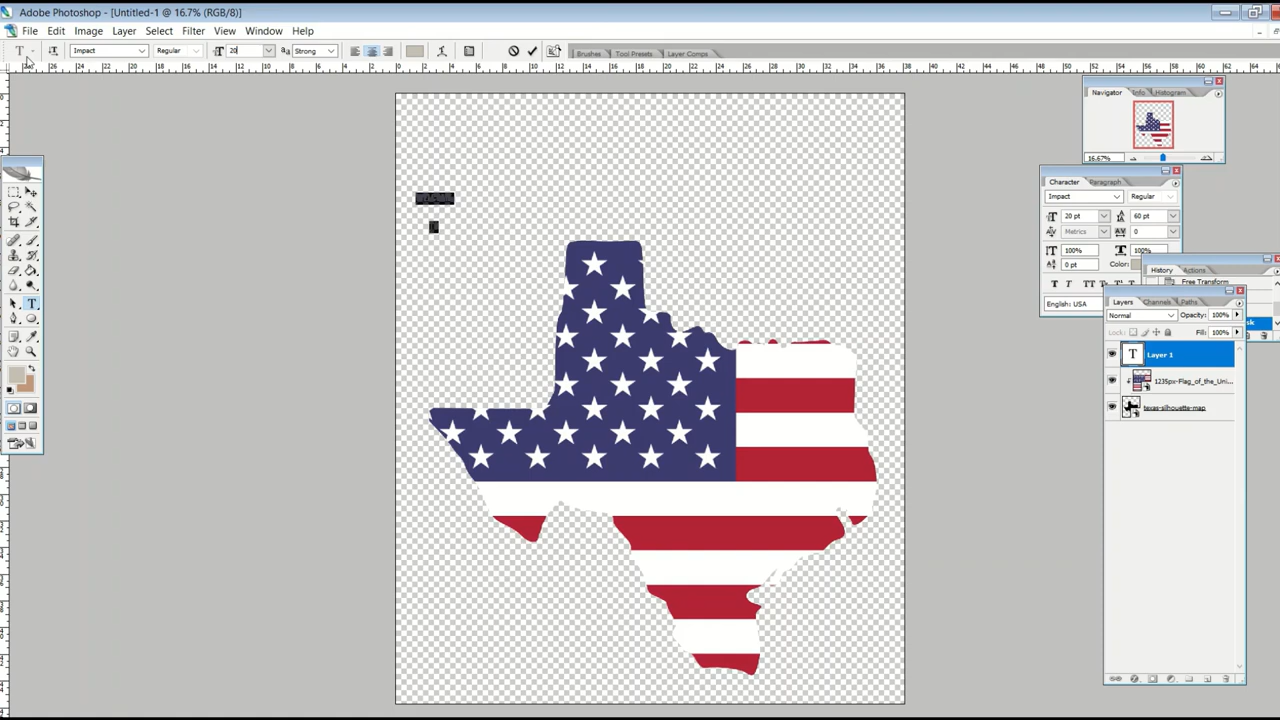 Adobe Photoshop - [Untitled-1 @ 16.7% (RGB/8)]
File Edit Image Layer Select Filter View Window Help
T Impact Regular T 20 aa Strong Brushes Tool Presets Layer Comps
Navigator Info Histogram
16.67%
Character Paragraph
Impact Regular
20 pt 60 pt
Metrics 0
100% 100%
0 pt Color:
English: USA
History Actions
Free Transform
Layers Channels Paths
Normal Opacity: 100%
Lock: Fill: 100%
T Layer 1
1235px-Flag_of_the_Uni...
texas-silhouette-map